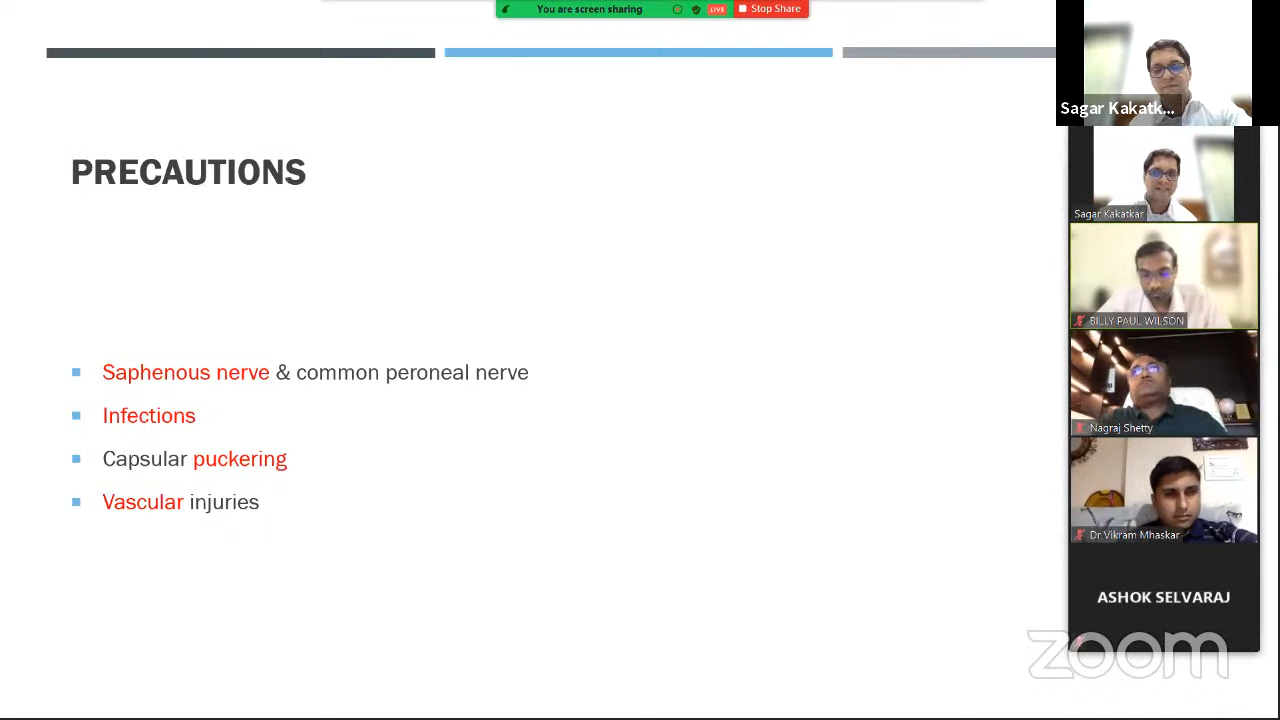 You are screen sharing
LIVE
Stop Share
PRECAUTIONS
Saphenous nerve & common peroneal nerve
Infections
Capsular puckering
Vascular injuries
Sagar Kakatk...
Sagar Kakatkar
BILLY PAUL WILSON
Nagraj Shetty
Dr Vikram Mhaskar
ASHOK SELVARAJ
zoom